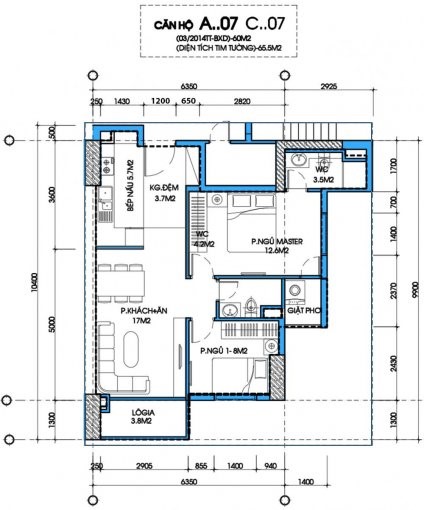 CĂN HỘ A..07 C..07
(03/2014TT-BXD)-60M2
(DIỆN TÍCH TIM TƯỜNG)-65.5M2
6350
2925
250
1430
1200
650
2820
500
3600
10400
5000
1300
BẾP NẤU 5.7M2
KG.ĐỆM
3.7M2
WC
3.5M2
WC
4.2M2
P.NGỦ MASTER
12.6M2
P.KHÁCH+ĂN
17M2
GIẶT PHƠ
P.NGỦ 1- 8M2
LÔGIA
3.8M2
1700
1400
2370
9900
2430
1300
250
2905
855
1400
940
6350
1400